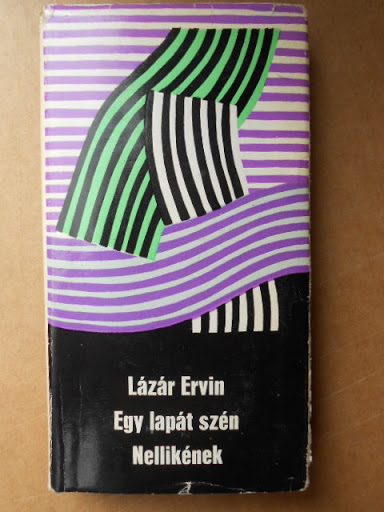 Lázár Ervin
Egy lapát szén
Nellikének